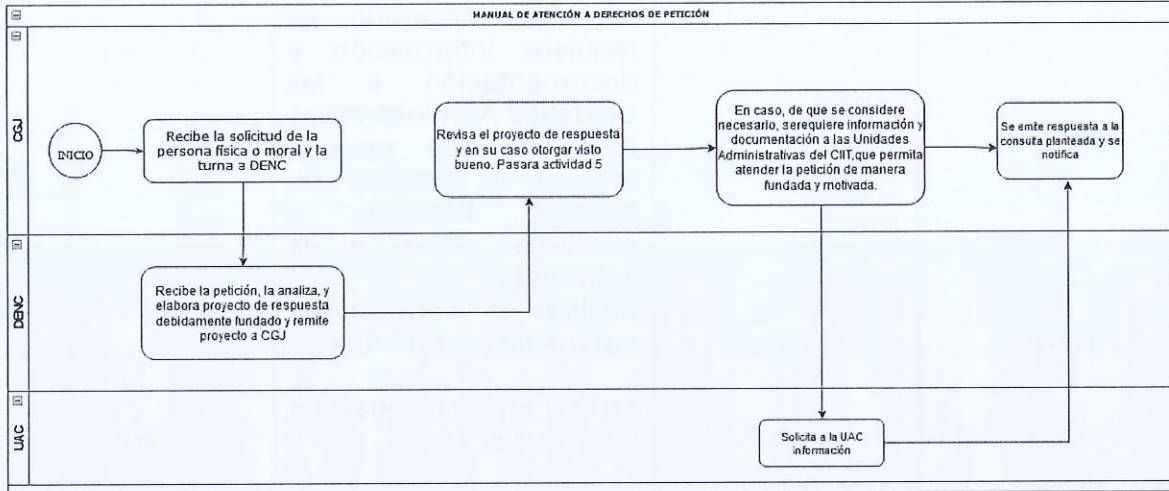 MANUAL DE ATENCIÓN A DERECHOS DE PETICIÓN
CGJ
INICIO
Recibe la solicitud de la
persona física o moral y la
turna a DENC
Revisa el proyecto de respuesta
y en su caso otorgar visto
bueno. Pasara actividad 5
En caso, de que se considere
necesario, serequiere información y
documentación a las Unidades
Administrativas del CIIT,que permita
atender la petición de manera
fundada y motivada.
Se emite respuesta a la
consulta planteada y se
notifica
DENC
Recibe la petición, la analiza, y
elabora proyecto de respuesta
debidamente fundado y remite
proyecto a CGJ
UAC
Solicita a la UAC
información